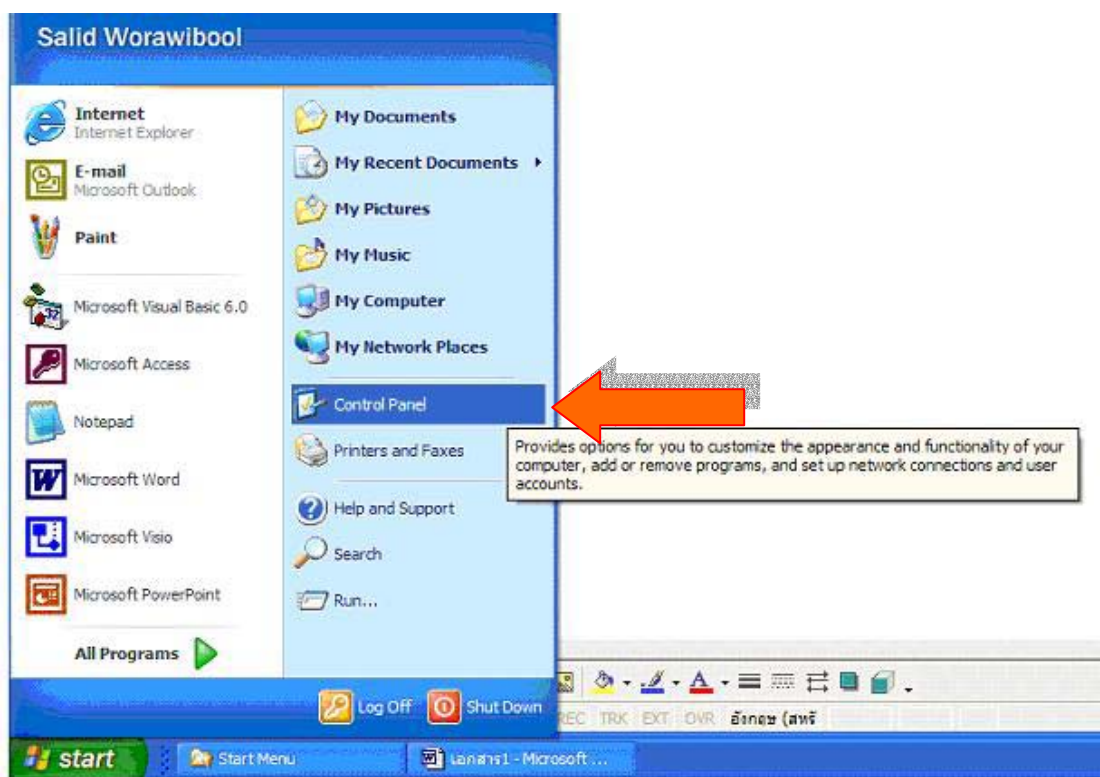 Salid Worawibool
Internet
Internet Explorer
E-mail
Microsoft Outlook
Paint
Microsoft Visual Basic 6.0
Microsoft Access
Notepad
Microsoft Word
Microsoft Visio
Microsoft PowerPoint
All Programs
My Documents
My Recent Documents
My Pictures
My Music
My Computer
My Network Places
Control Panel
Printers and Faxes
Help and Support
Search
Run...
Provides options for you to customize the appearance and functionality of your
computer, add or remove programs, and set up network connections and user
accounts.
Log Off
Shut Down
REC TRK EXT OVR อังกฤษ (สหรั
start
Start Menu
เอกสาร1 - Microsoft ...